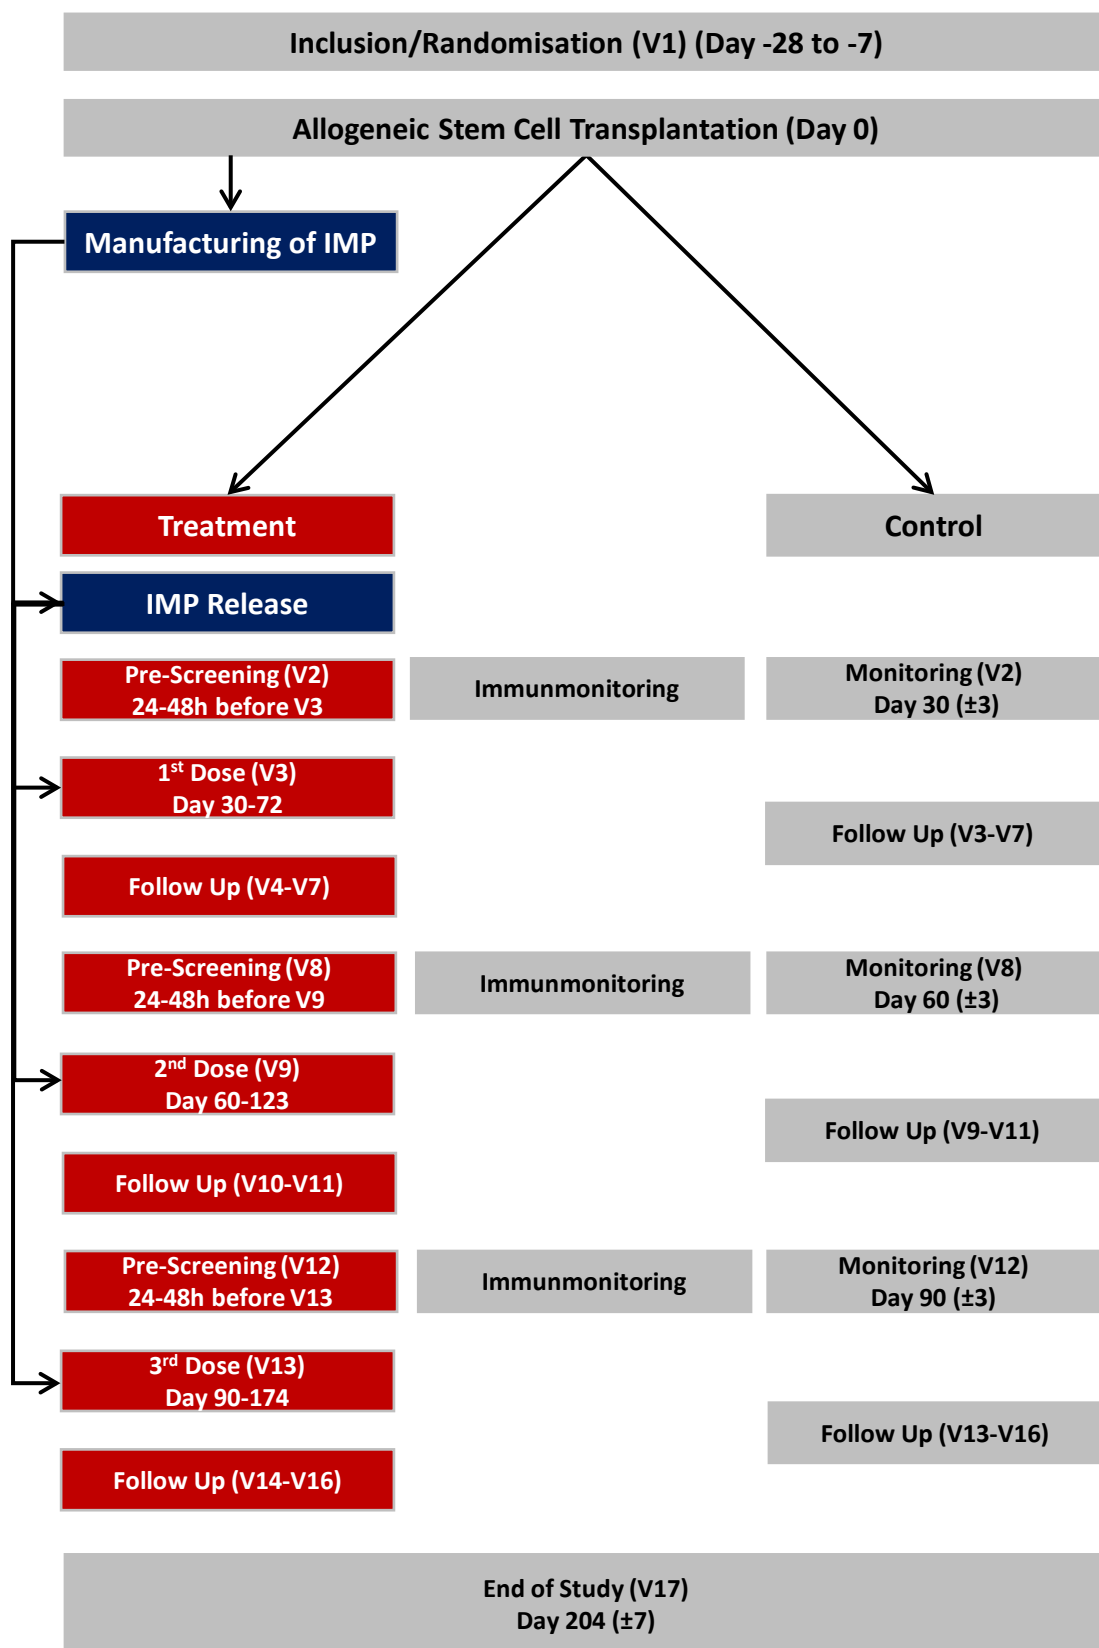 Inclusion/Randomisation (V1) (Day -28 to -7)
Allogeneic Stem Cell Transplantation (Day 0)
Manufacturing of IMP
Treatment
Control
IMP Release
Pre-Screening (V2)
24-48h before V3
Immunmonitoring
Monitoring (V2)
Day 30 (±3)
1st Dose (V3)
Day 30-72
Follow Up (V3-V7)
Follow Up (V4-V7)
Pre-Screening (V8)
24-48h before V9
Immunmonitoring
Monitoring (V8)
Day 60 (±3)
2nd Dose (V9)
Day 60-123
Follow Up (V9-V11)
Follow Up (V10-V11)
Pre-Screening (V12)
24-48h before V13
Immunmonitoring
Monitoring (V12)
Day 90 (±3)
3rd Dose (V13)
Day 90-174
Follow Up (V13-V16)
Follow Up (V14-V16)
End of Study (V17)
Day 204 (±7)